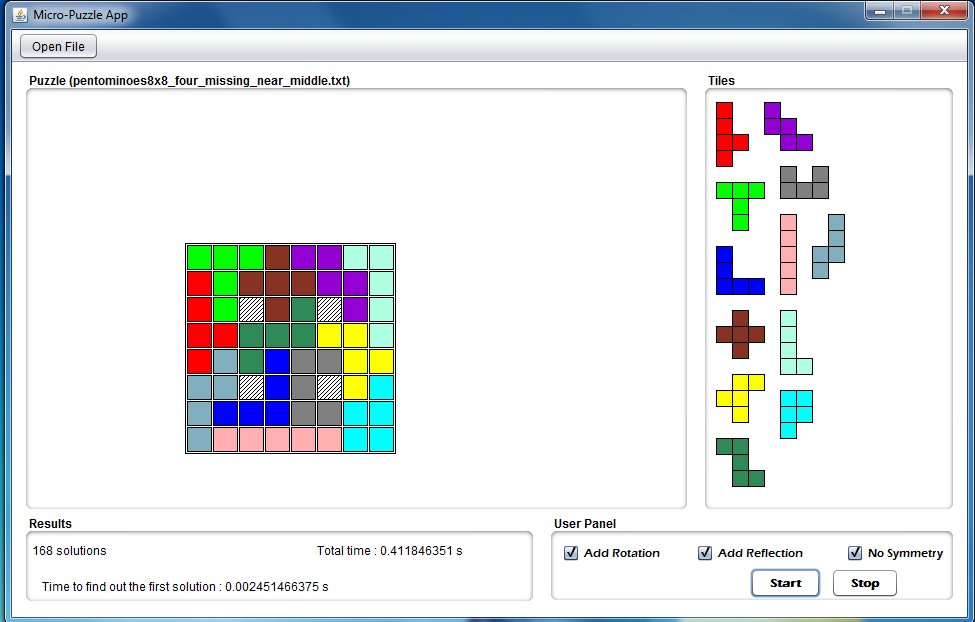 Micro-Puzzle App
Open File
Puzzle (pentominoes8x8_four_missing_near_middle.txt)
Tiles
Results
168 solutions
Total time : 0.411846351 s
Time to find out the first solution : 0.002451466375 s
User Panel
Add Rotation
Add Reflection
No Symmetry
Start
Stop